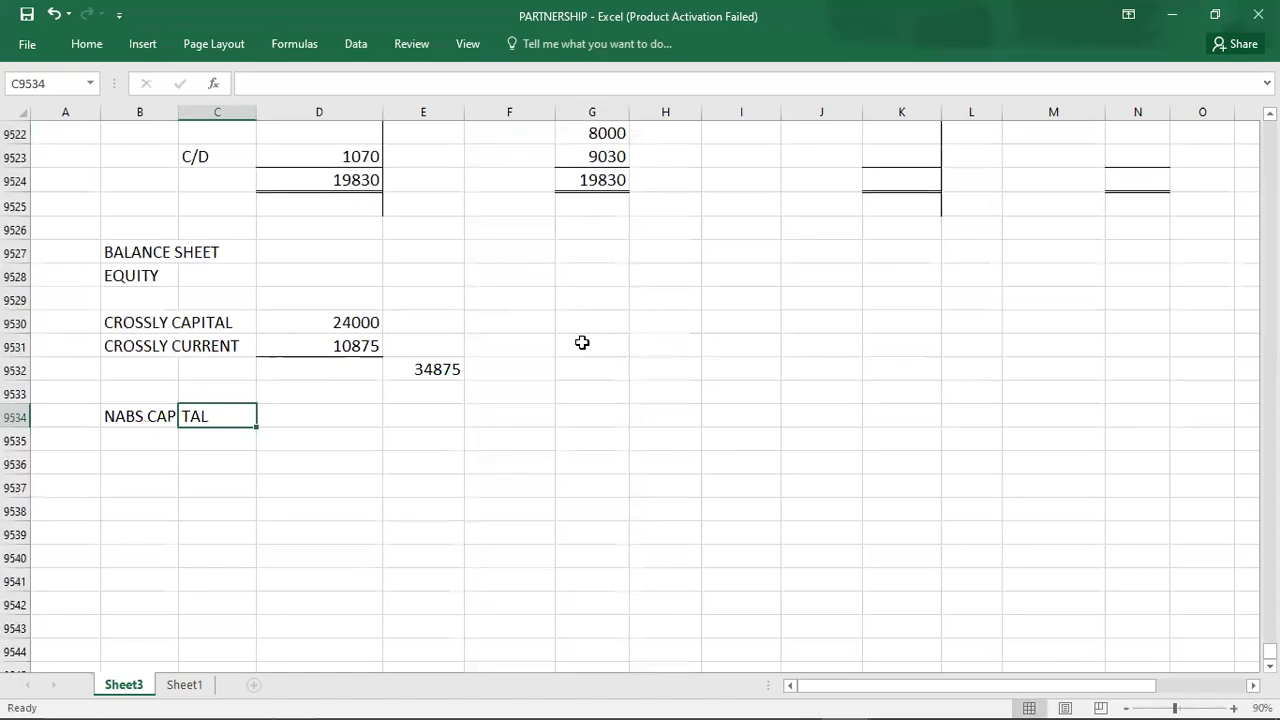 PARTNERSHIP - Excel (Product Activation Failed)
File Home Insert Page Layout Formulas Data Review View Tell me what you want to do... Share
C9534 fx
A B C D E F G H I J K L M N O
9522 8000
9523 C/D 1070 9030
9524 19830 19830
9525
9526
9527 BALANCE SHEET
9528 EQUITY
9529
9530 CROSSLY CAPITAL 24000
9531 CROSSLY CURRENT 10875
9532 34875
9533
9534 NABS CAP TAL
9535
9536
9537
9538
9539
9540
9541
9542
9543
9544
Sheet3 Sheet1
Ready 90%